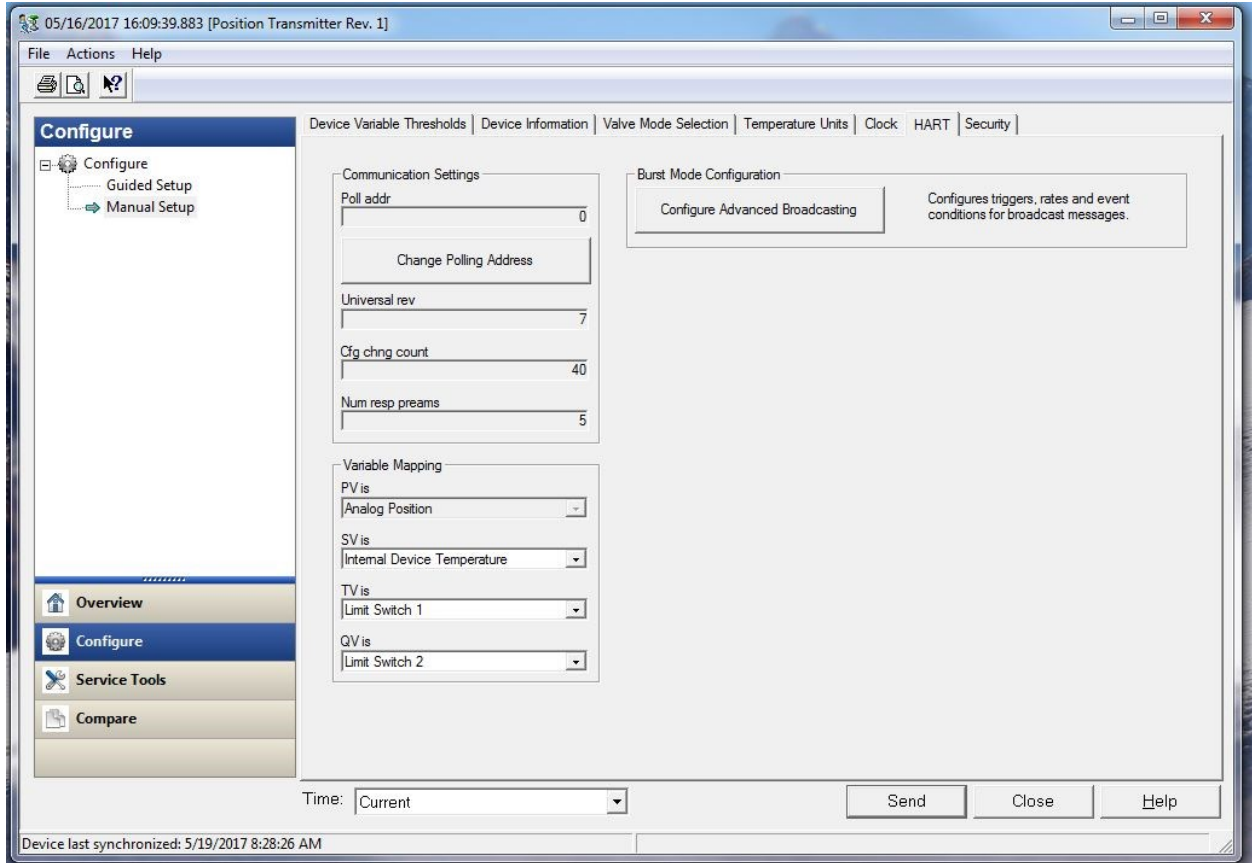 05/16/2017 16:09:39.883 [Position Transmitter Rev. 1]
File Actions Help
Configure
Configure
Guided Setup
Manual Setup
Overview
Configure
Service Tools
Compare
Device Variable Thresholds Device Information Valve Mode Selection Temperature Units Clock HART Security
Communication Settings
Poll addr
0
Change Polling Address
Universal rev
7
Cfg chng count
40
Num resp preams
5
Variable Mapping
PV is
Analog Position
SV is
Internal Device Temperature
TV is
Limit Switch 1
QV is
Limit Switch 2
Burst Mode Configuration
Configure Advanced Broadcasting
Configures triggers, rates and event
conditions for broadcast messages.
Time: Current
Send Close Help
Device last synchronized: 5/19/2017 8:28:26 AM